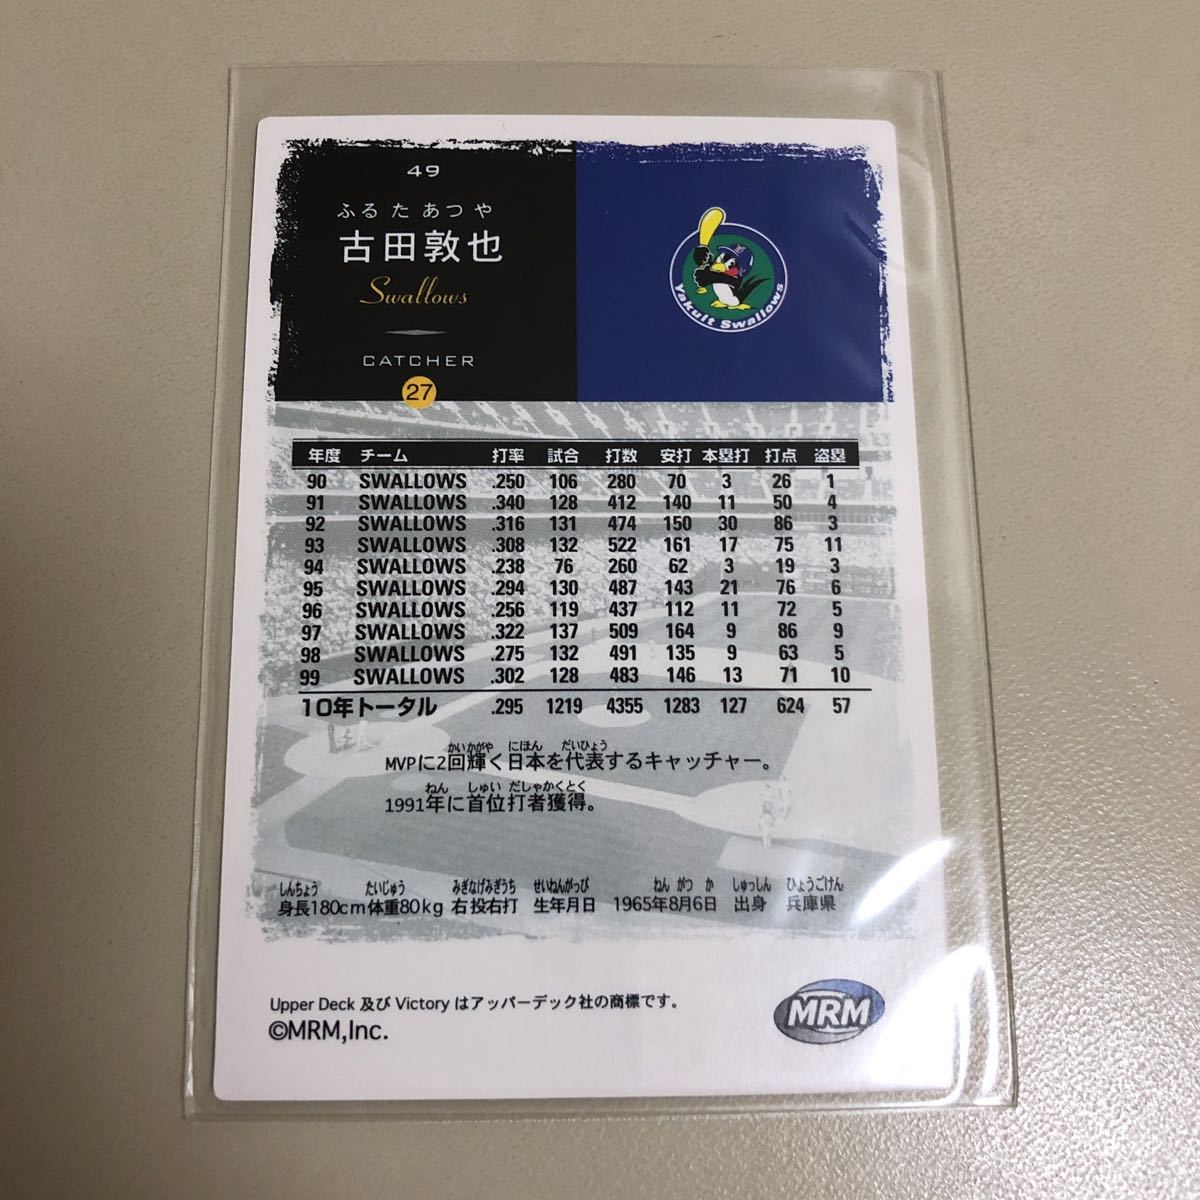 49
ふるたあつや
古田敦也
Swallows
CATCHER
27
Yakult Swallows
年度 チーム 打率 試合 打数 安打 本塁打 打点 盗塁
90 SWALLOWS .250 106 280 70 3 26 1
91 SWALLOWS .340 128 412 140 11 50 4
92 SWALLOWS .316 131 474 150 30 86 3
93 SWALLOWS .308 132 522 161 17 75 11
94 SWALLOWS .238 76 260 62 3 19 3
95 SWALLOWS .294 130 487 143 21 76 6
96 SWALLOWS .256 119 437 112 11 72 5
97 SWALLOWS .322 137 509 164 9 86 9
98 SWALLOWS .275 132 491 135 9 63 5
99 SWALLOWS .302 128 483 146 13 71 10
10年トータル .295 1219 4355 1283 127 624 57
かいかがや にほん だいひょう
MVPに2回輝く日本を代表するキャッチャー。
ねん しゅい だしゃかくとく
1991年に首位打者獲得。
しんちょう たいじゅう みぎなげみぎうち せいねんがっぴ ねん がつ か しゅっしん ひょうごけん
身長180cm体重80kg 右投右打 生年月日 1965年8月6日 出身 兵庫県
Upper Deck 及び Victory はアッパーデック社の商標です。
©MRM,Inc.
MRM